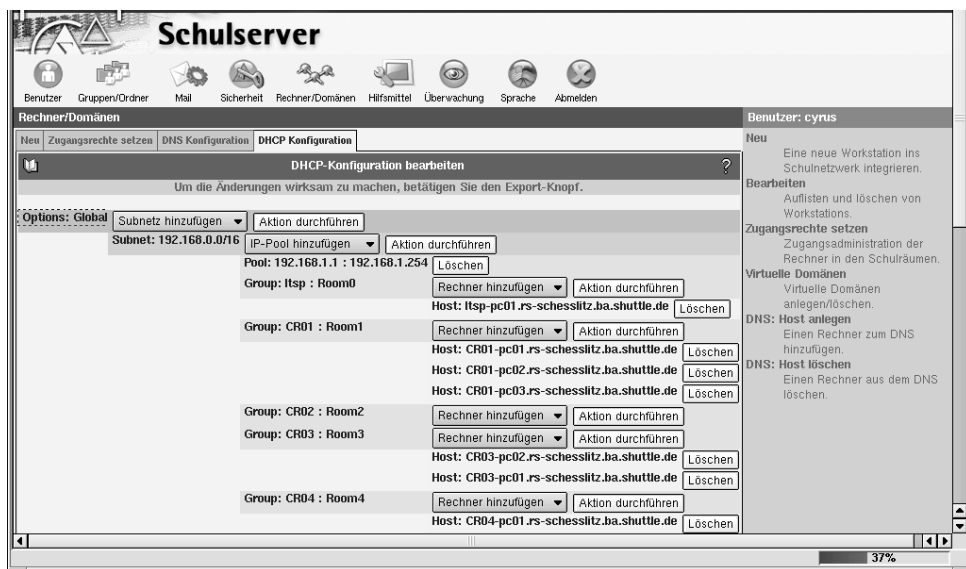 Schulserver
Benutzer Gruppen/Ordner Mail Sicherheit Rechner/Domänen Hilfsmittel Überwachung Sprache Abmelden
Rechner/Domänen
Neu Zugangsrechte setzen DNS Konfiguration DHCP Konfiguration
DHCP-Konfiguration bearbeiten ?
Um die Änderungen wirksam zu machen, betätigen Sie den Export-Knopf.
Options: Global Subnetz hinzufügen Aktion durchführen
Subnet: 192.168.0.0/16 IP-Pool hinzufügen Aktion durchführen
Pool: 192.168.1.1 : 192.168.1.254 Löschen
Group: ltsp : Room0 Rechner hinzufügen Aktion durchführen
Host: ltsp-pc01.rs-schesslitz.ba.shuttle.de Löschen
Group: CR01 : Room1 Rechner hinzufügen Aktion durchführen
Host: CR01-pc01.rs-schesslitz.ba.shuttle.de Löschen
Host: CR01-pc02.rs-schesslitz.ba.shuttle.de Löschen
Host: CR01-pc03.rs-schesslitz.ba.shuttle.de Löschen
Group: CR02 : Room2 Rechner hinzufügen Aktion durchführen
Group: CR03 : Room3 Rechner hinzufügen Aktion durchführen
Host: CR03-pc02.rs-schesslitz.ba.shuttle.de Löschen
Host: CR03-pc01.rs-schesslitz.ba.shuttle.de Löschen
Group: CR04 : Room4 Rechner hinzufügen Aktion durchführen
Host: CR04-pc01.rs-schesslitz.ba.shuttle.de Löschen
Benutzer: cyrus
Neu
Eine neue Workstation ins
Schulnetzwerk integrieren.
Bearbeiten
Auflisten und löschen von
Workstations.
Zugangsrechte setzen
Zugangsadministration der
Rechner in den Schulräumen.
Virtuelle Domänen
Virtuelle Domänen
anlegen/löschen.
DNS: Host anlegen
Einen Rechner zum DNS
hinzufügen.
DNS: Host löschen
Einen Rechner aus dem DNS
löschen.
37%